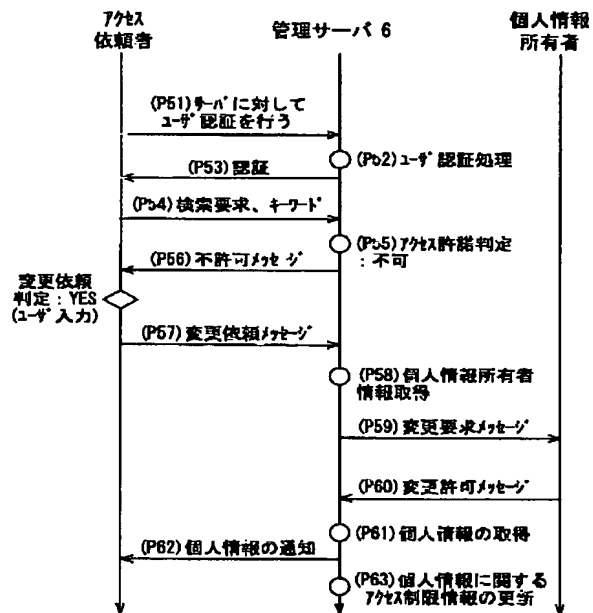 アクセス
依頼者
管理サーバ 6
個人情報
所有者
(P51)サーバに対して
ユーザ認証を行う
(P52)ユーザ認証処理
(P53)認証
(P54)検索要求、キーワード
(P55)アクセス許諾判定
:不可
(P56)不許可メッセージ
変更依頼
判定:YES
(ユーザ入力)
(P57)変更依頼メッセージ
(P58)個人情報所有者
情報取得
(P59)変更要求メッセージ
(P60)変更許可メッセージ
(P61)個人情報の取得
(P62)個人情報の通知
(P63)個人情報に関する
アクセス制限情報の更新